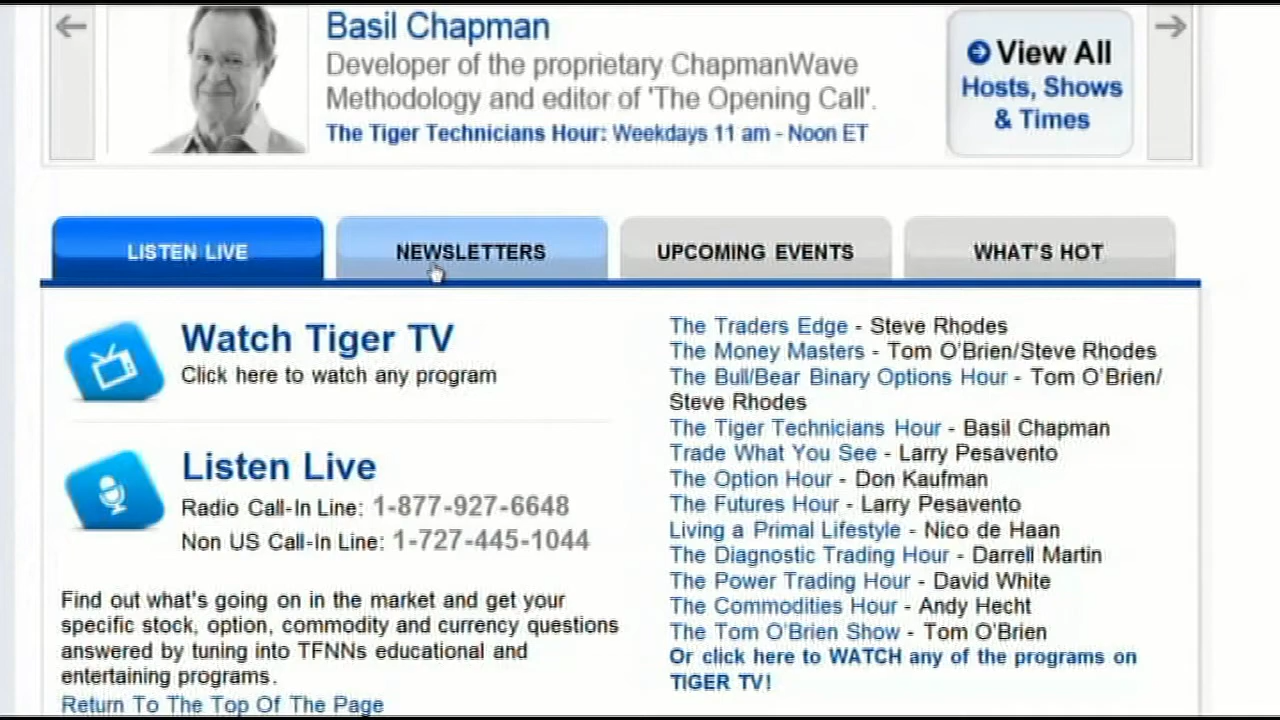 Basil Chapman
Developer of the proprietary ChapmanWave
Methodology and editor of 'The Opening Call'.
The Tiger Technicians Hour: Weekdays 11 am - Noon ET
View All
Hosts, Shows
& Times
LISTEN LIVE
NEWSLETTERS
UPCOMING EVENTS
WHAT'S HOT
Watch Tiger TV
Click here to watch any program
Listen Live
Radio Call-In Line: 1-877-927-6648
Non US Call-In Line: 1-727-445-1044
Find out what's going on in the market and get your
specific stock, option, commodity and currency questions
answered by tuning into TFNNs educational and
entertaining programs.
Return To The Top Of The Page
The Traders Edge - Steve Rhodes
The Money Masters - Tom O'Brien/Steve Rhodes
The Bull/Bear Binary Options Hour - Tom O'Brien/
Steve Rhodes
The Tiger Technicians Hour - Basil Chapman
Trade What You See - Larry Pesavento
The Option Hour - Don Kaufman
The Futures Hour - Larry Pesavento
Living a Primal Lifestyle - Nico de Haan
The Diagnostic Trading Hour - Darrell Martin
The Power Trading Hour - David White
The Commodities Hour - Andy Hecht
The Tom O'Brien Show - Tom O'Brien
Or click here to WATCH any of the programs on
TIGER TV!